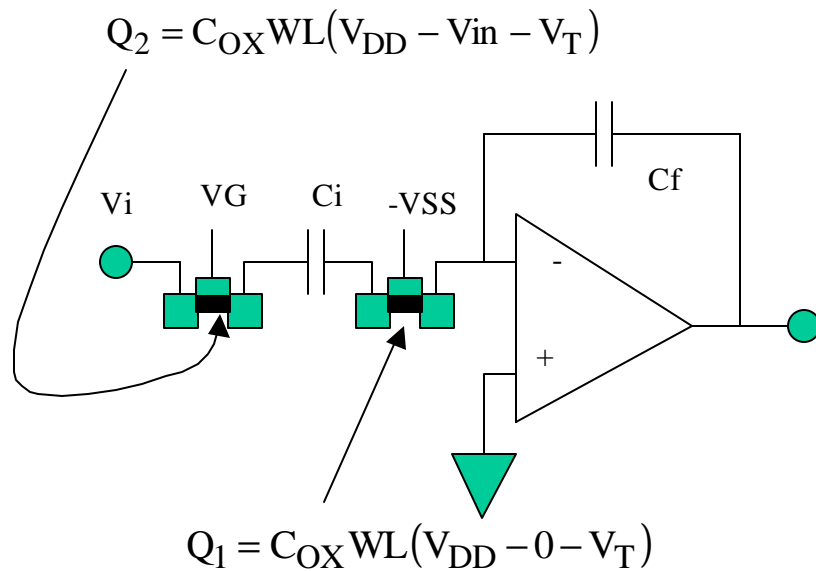 Q₂ = C_OX WL(V_DD − Vin − V_T)
Vi VG Ci -VSS Cf
-
+
Q₁ = C_OX WL(V_DD − 0 − V_T)